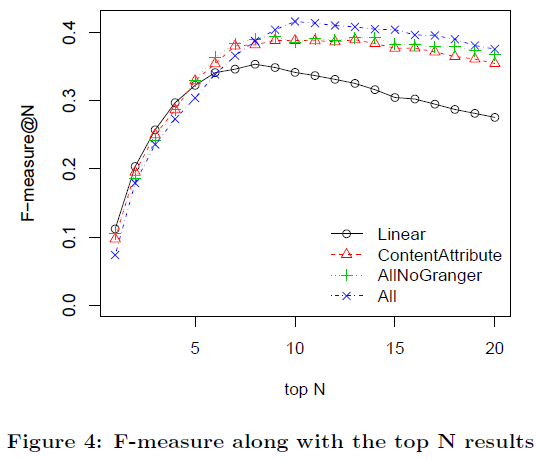 F-measure@N
0.4
0.3
0.2
0.1
0.0
Linear
ContentAttribute
AllNoGranger
All
5 10 15 20
top N
Figure 4: F-measure along with the top N results